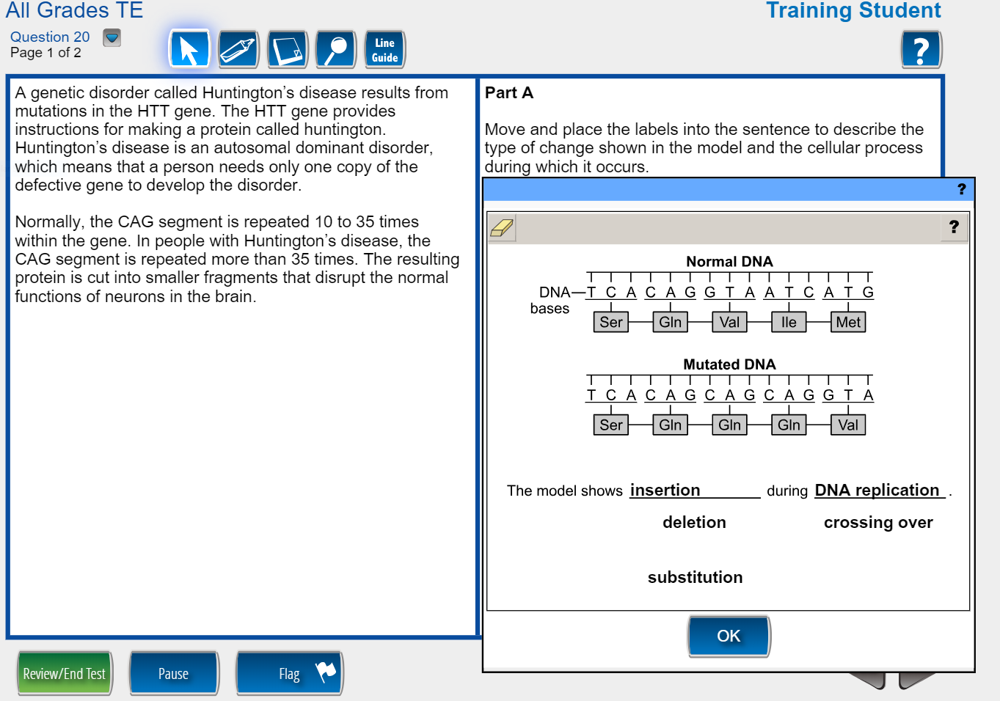 All Grades TE
Training Student
Question 20
Page 1 of 2
Line
Guide
?
A genetic disorder called Huntington's disease results from
mutations in the HTT gene. The HTT gene provides
instructions for making a protein called huntington.
Huntington's disease is an autosomal dominant disorder,
which means that a person needs only one copy of the
defective gene to develop the disorder.
Normally, the CAG segment is repeated 10 to 35 times
within the gene. In people with Huntington's disease, the
CAG segment is repeated more than 35 times. The resulting
protein is cut into smaller fragments that disrupt the normal
functions of neurons in the brain.
Part A
Move and place the labels into the sentence to describe the
type of change shown in the model and the cellular process
during which it occurs.
?
?
Normal DNA
DNA T C A C A G G T A A T C A T G
bases
Ser Gln Val Ile Met
Mutated DNA
T C A C A G C A G C A G G T A
Ser Gln Gln Gln Val
The model shows insertion during DNA replication .
deletion crossing over
substitution
OK
Review/End Test Pause Flag